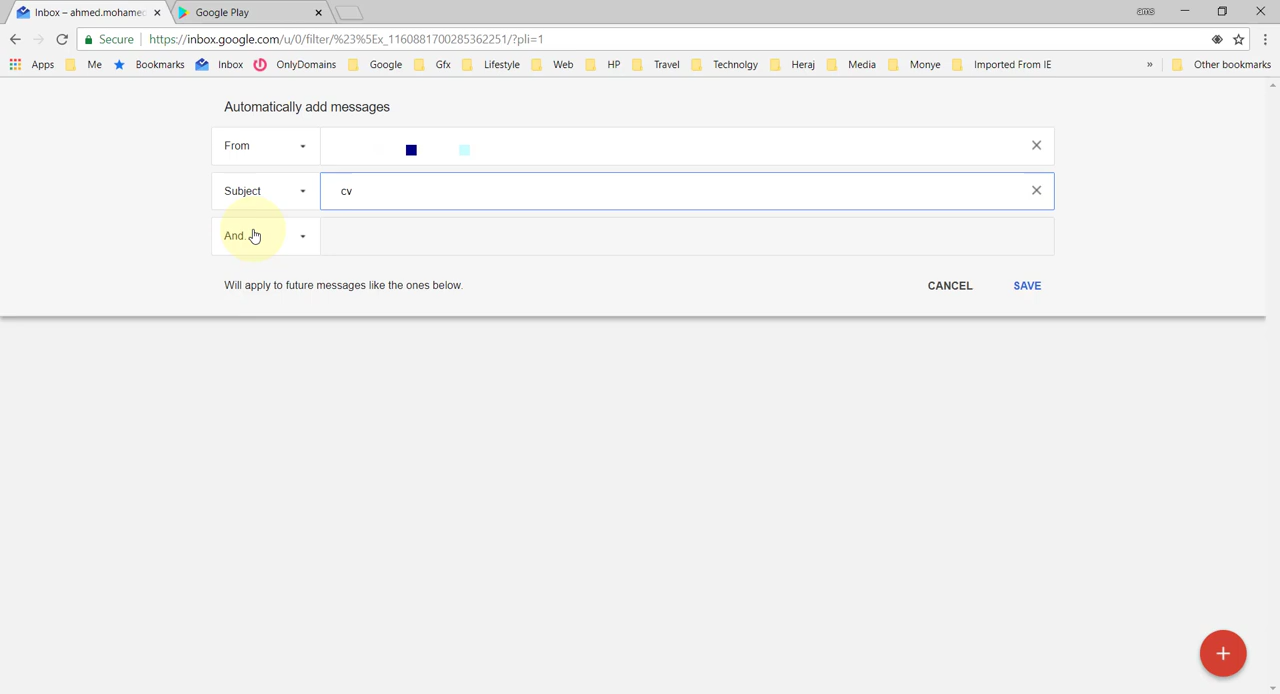 Inbox – ahmed.mohamed
Google Play
ams
Secure
https://inbox.google.com/u/0/filter/%23%5Ex_1160881700285362251/?pli=1
Apps
Me
Bookmarks
Inbox
OnlyDomains
Google
Gfx
Lifestyle
Web
HP
Travel
Technolgy
Heraj
Media
Monye
Imported From IE
»
Other bookmarks
Automatically add messages
From
Subject
cv
And.
Will apply to future messages like the ones below.
CANCEL
SAVE